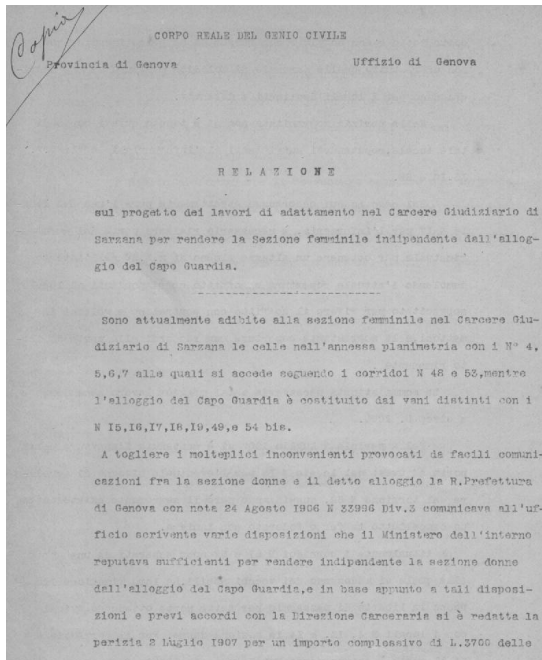 Copia
CORPO REALE DEL GENIO CIVILE
Provincia di Genova Uffizio di Genova
RELAZIONE
sul progetto dei lavori di adattamento nel Carcere Giudiziario di
Sarzana per rendere la Sezione femminile indipendente dall'allog-
gio del Capo Guardia.
Sono attualmente adibite alla sezione femminile nel Carcere Giu-
diziario di Sarzana le celle nell'annessa planimetria con i N° 4,
5,6,7 alle quali si accede seguendo i corridoi N 48 e 53,mentre
l'alloggio del Capo Guardia è costituito dai vani distinti con i
N I5,I6,I7,I8,I9,49,e 54 bis.
A togliere i molteplici inconvenienti provocati da facili comuni-
cazioni fra la sezione donne e il detto alloggio la R.Prefettura
di Genova con nota 24 Agosto I906 N 33996 Div.3 comunicava all'uf-
ficio scrivente varie disposizioni che il Ministero dell'interno
reputava sufficienti per rendere indipendente la sezione donne
dall'alloggio del Capo Guardia,e in base appunto a tali disposi-
zioni e previ accordi con la Direzione Carceraria si è redatta la
perizia 2 Luglio I907 per un importo complessivo di L.3700 delle